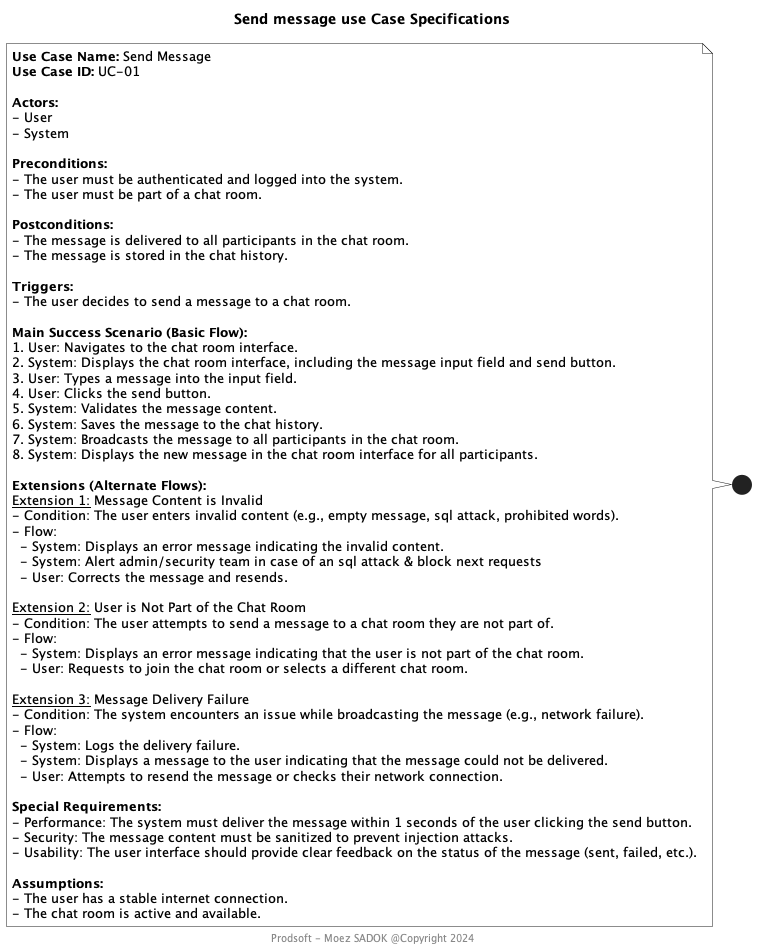 Send message use Case Specifications
Use Case Name: Send Message
Use Case ID: UC-01
Actors:
- User
- System
Preconditions:
- The user must be authenticated and logged into the system.
- The user must be part of a chat room.
Postconditions:
- The message is delivered to all participants in the chat room.
- The message is stored in the chat history.
Triggers:
- The user decides to send a message to a chat room.
Main Success Scenario (Basic Flow):
1. User: Navigates to the chat room interface.
2. System: Displays the chat room interface, including the message input field and send button.
3. User: Types a message into the input field.
4. User: Clicks the send button.
5. System: Validates the message content.
6. System: Saves the message to the chat history.
7. System: Broadcasts the message to all participants in the chat room.
8. System: Displays the new message in the chat room interface for all participants.
Extensions (Alternate Flows):
Extension 1: Message Content is Invalid
- Condition: The user enters invalid content (e.g., empty message, sql attack, prohibited words).
- Flow:
- System: Displays an error message indicating the invalid content.
- System: Alert admin/security team in case of an sql attack & block next requests
- User: Corrects the message and resends.
Extension 2: User is Not Part of the Chat Room
- Condition: The user attempts to send a message to a chat room they are not part of.
- Flow:
- System: Displays an error message indicating that the user is not part of the chat room.
- User: Requests to join the chat room or selects a different chat room.
Extension 3: Message Delivery Failure
- Condition: The system encounters an issue while broadcasting the message (e.g., network failure).
- Flow:
- System: Logs the delivery failure.
- System: Displays a message to the user indicating that the message could not be delivered.
- User: Attempts to resend the message or checks their network connection.
Special Requirements:
- Performance: The system must deliver the message within 1 seconds of the user clicking the send button.
- Security: The message content must be sanitized to prevent injection attacks.
- Usability: The user interface should provide clear feedback on the status of the message (sent, failed, etc.).
Assumptions:
- The user has a stable internet connection.
- The chat room is active and available.
Prodsoft - Moez SADOK @Copyright 2024